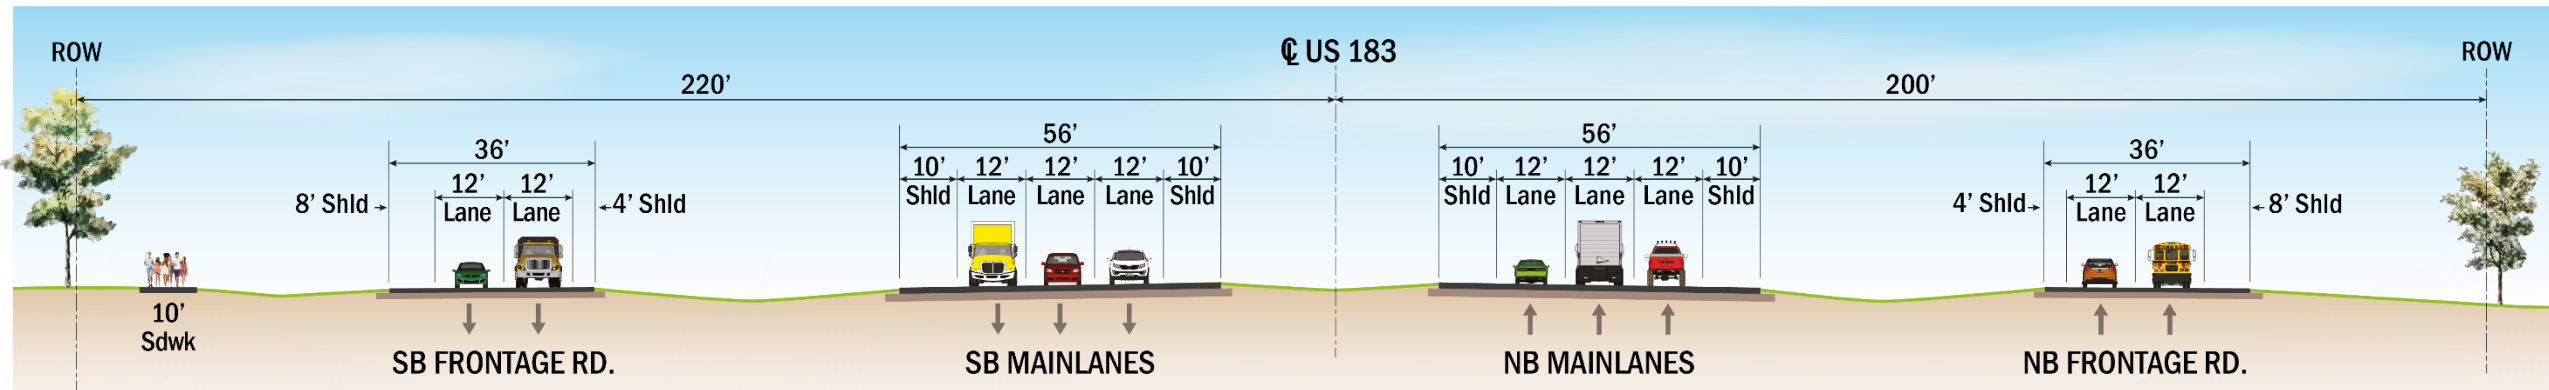 ROW
℄ US 183
ROW
220’
200’
56’
56’
36’
36’
10’ 12’ 12’ 12’ 10’
Shld Lane Lane Lane Shld
10’ 12’ 12’ 12’ 10’
Shld Lane Lane Lane Shld
12’ 12’
Lane Lane
8’ Shld
4’ Shld
12’ 12’
Lane Lane
4’ Shld
8’ Shld
10’
Sdwk
SB FRONTAGE RD.
SB MAINLANES
NB MAINLANES
NB FRONTAGE RD.